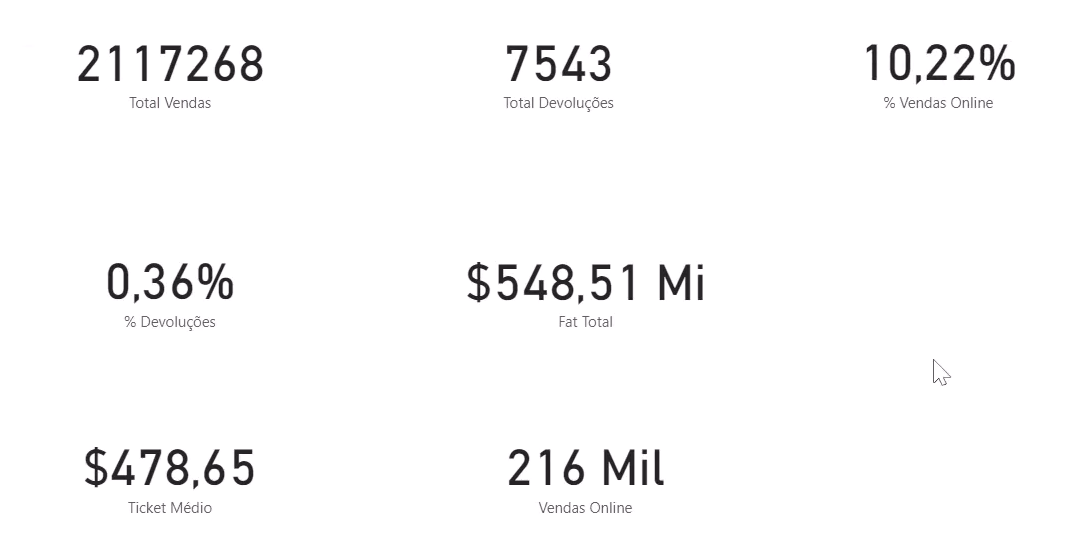 2117268
Total Vendas
7543
Total Devoluções
10,22%
% Vendas Online
0,36%
% Devoluções
$548,51 Mi
Fat Total
$478,65
Ticket Médio
216 Mil
Vendas Online